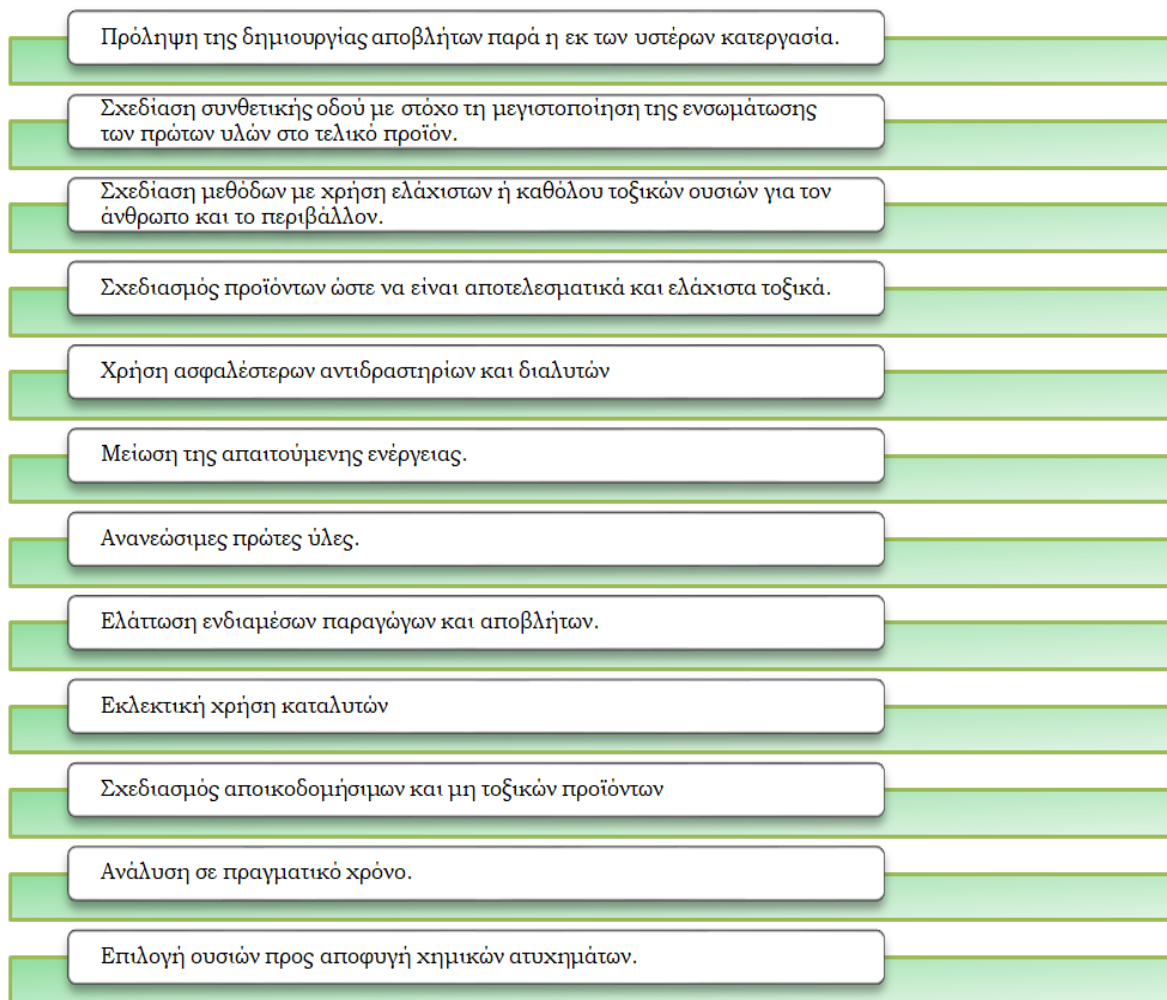 Πρόληψη της δημιουργίας αποβλήτων παρά η εκ των υστέρων κατεργασία.
Σχεδίαση συνθετικής οδού με στόχο τη μεγιστοποίηση της ενσωμάτωσης
των πρώτων υλών στο τελικό προϊόν.
Σχεδίαση μεθόδων με χρήση ελάχιστων ή καθόλου τοξικών ουσιών για τον
άνθρωπο και το περιβάλλον.
Σχεδιασμός προϊόντων ώστε να είναι αποτελεσματικά και ελάχιστα τοξικά.
Χρήση ασφαλέστερων αντιδραστηρίων και διαλυτών
Μείωση της απαιτούμενης ενέργειας.
Ανανεώσιμες πρώτες ύλες.
Ελάττωση ενδιαμέσων παραγώγων και αποβλήτων.
Εκλεκτική χρήση καταλυτών
Σχεδιασμός αποικοδομήσιμων και μη τοξικών προϊόντων
Ανάλυση σε πραγματικό χρόνο.
Επιλογή ουσιών προς αποφυγή χημικών ατυχημάτων.